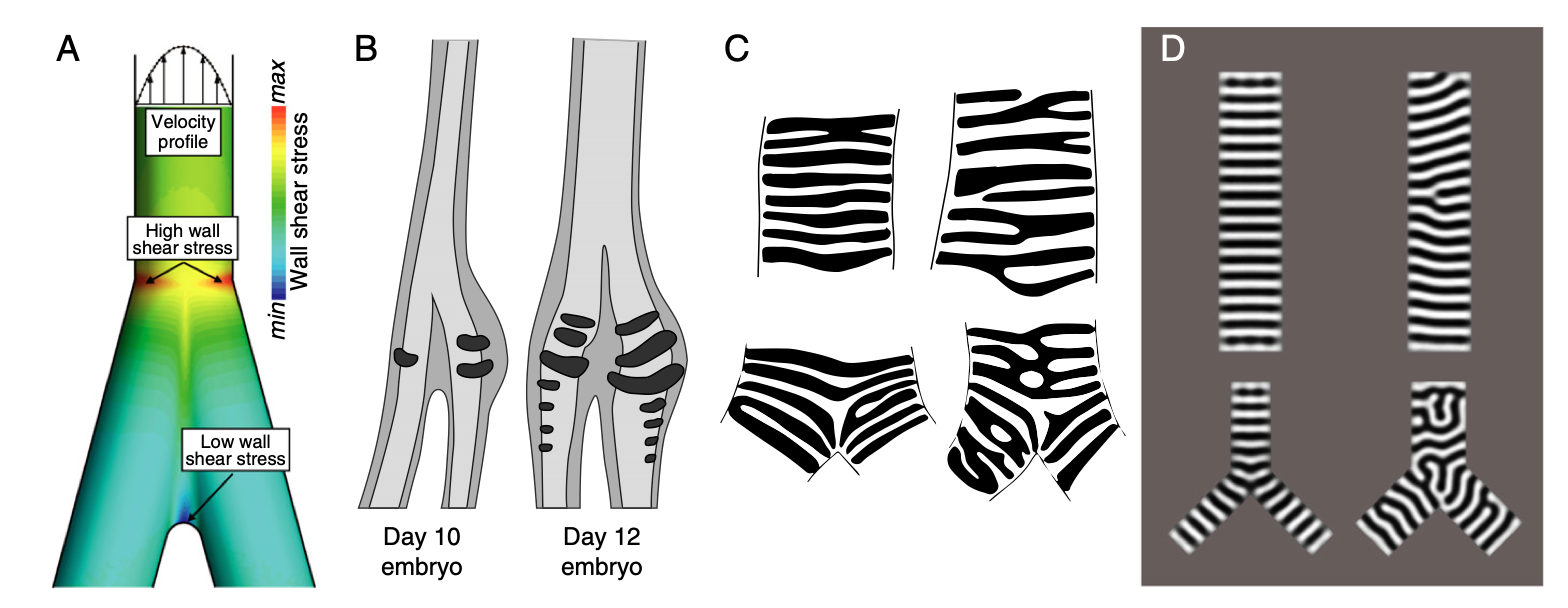 A
Velocity
profile
High wall
shear stress
Low wall
shear stress
max
Wall shear stress
min
B
Day 10
embryo
Day 12
embryo
C
D